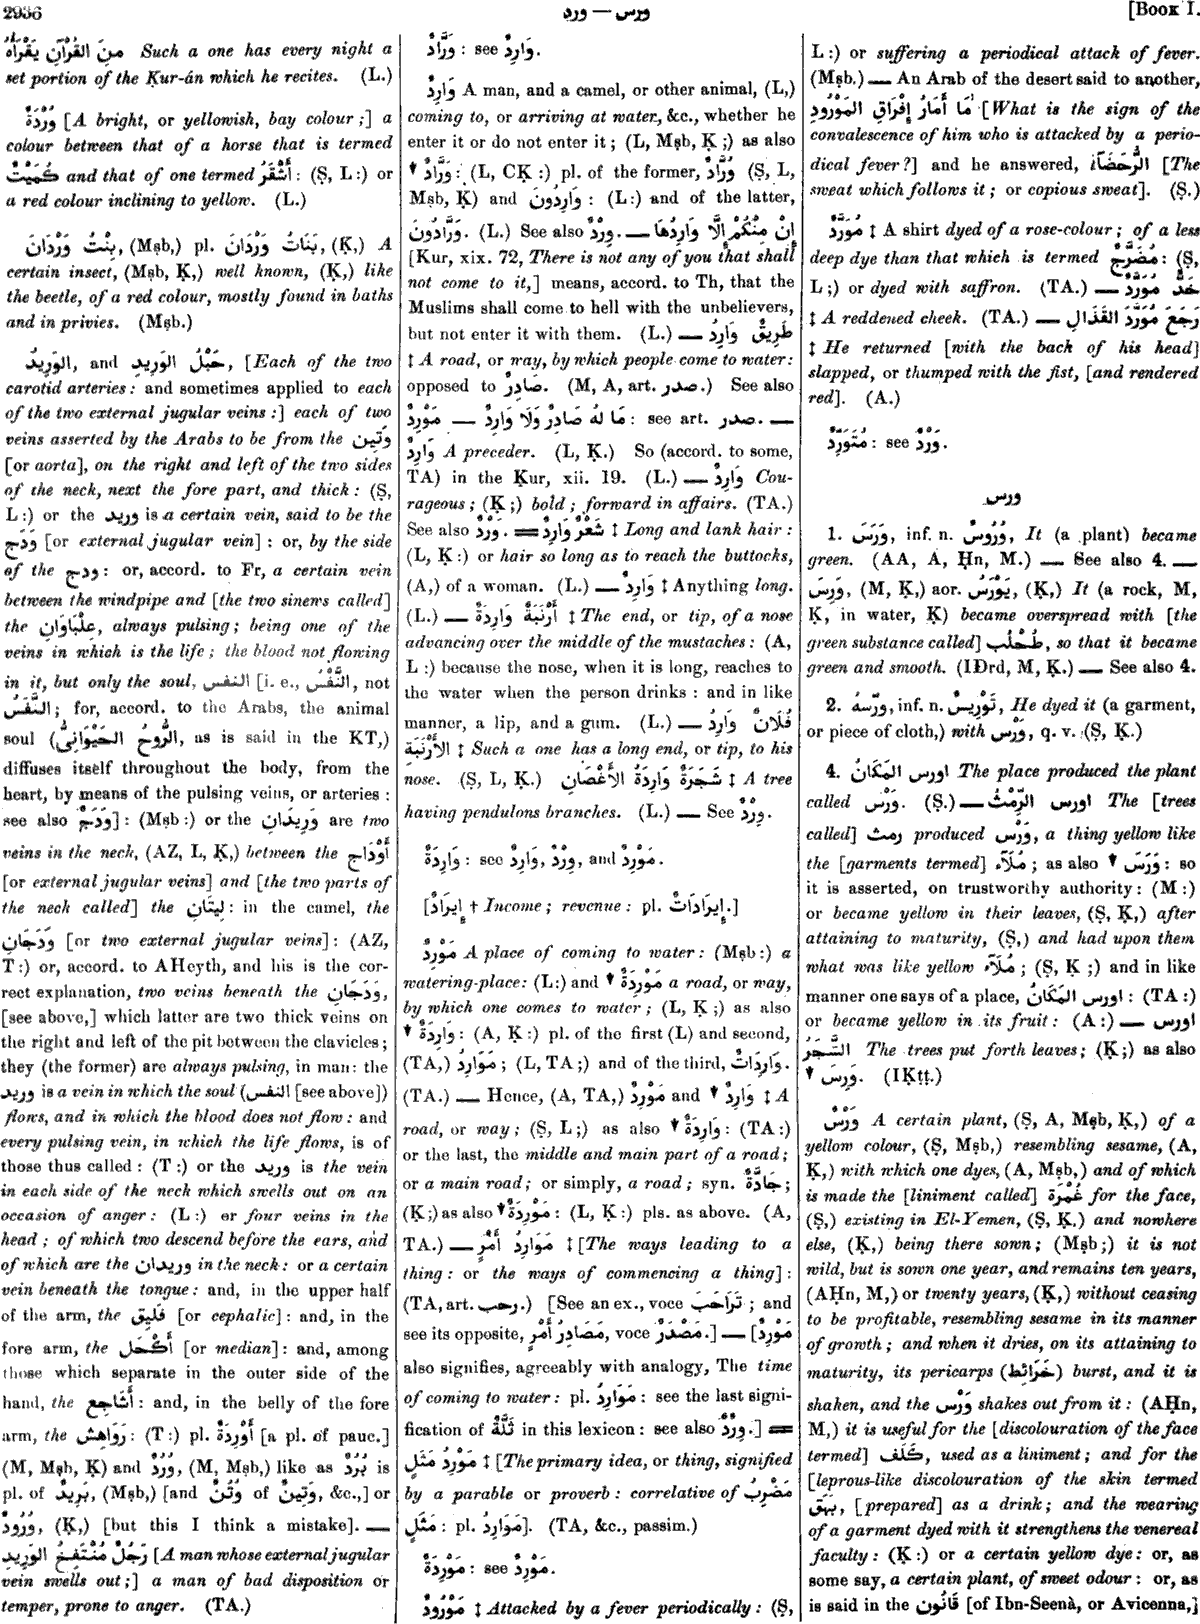 2936
ورس — ورد
[Book I.
مِنَ القُرْآنِ يَقْرَأُهُ Such a one has every night a
set portion of the Ḳur-án which he recites. (L.)
وُرْدَةٌ [A bright, or yellowish, bay colour;] a
colour between that of a horse that is termed
كُمَيْتٌ and that of one termed أَشْقَرُ: (Ṣ, L:) or
a red colour inclining to yellow. (L.)
بِنْتُ وَرْدَانَ, (Mṣb,) pl. بَنَاتُ وَرْدَانَ, (Ḳ,) A
certain insect, (Mṣb, Ḳ,) well known, (Ḳ,) like
the beetle, of a red colour, mostly found in baths
and in privies. (Mṣb.)
الوَرِيدُ, and حَبْلُ الوَرِيدِ, [Each of the two
carotid arteries: and sometimes applied to each
of the two external jugular veins:] each of two
veins asserted by the Arabs to be from the وَتِين
[or aorta], on the right and left of the two sides
of the neck, next the fore part, and thick: (Ṣ,
L:) or the وريد is a certain vein, said to be the
وَدَج [or external jugular vein]: or, by the side
of the ودج: or, accord. to Fr, a certain vein
between the windpipe and [the two sinews called]
the عِلْبَاوَانِ, always pulsing; being one of the
veins in which is the life; the blood not flowing
in it, but only the soul, النفس [i. e., النَّفْسُ, not
النَّفَسُ; for, accord. to the Arabs, the animal
soul (الرُّوحُ الحَيْوَانِىُّ, as is said in the KT,)
diffuses itself throughout the body, from the
heart, by means of the pulsing veins, or arteries:
see also وَدَجٌ]: (Mṣb:) or the وَرِيدَانِ are two
veins in the neck, (AZ, L, Ḳ,) between the أَوْدَاج
[or external jugular veins] and [the two parts of
the neck called] the لِيتَانِ: in the camel, the
وَدَجَانِ [or two external jugular veins]: (AZ,
T:) or, accord. to AHeyth, and his is the cor-
rect explanation, two veins beneath the وَدَجَانِ,
[see above,] which latter are two thick veins on
the right and left of the pit between the clavicles;
they (the former) are always pulsing, in man: the
وريد is a vein in which the soul (النفس [see above])
flows, and in which the blood does not flow: and
every pulsing vein, in which the life flows, is of
those thus called: (T:) or the وريد is the vein
in each side of the neck which swells out on an
occasion of anger: (L:) or four veins in the
head; of which two descend before the ears, and
of which are the وريدان in the neck: or a certain
vein beneath the tongue: and, in the upper half
of the arm, the فَلِيق [or cephalic]: and, in the
fore arm, the أَكْحَل [or median]: and, among
those which separate in the outer side of the
hand, the أَشَاجِع: and, in the belly of the fore
arm, the رَوَاهِش: (T:) pl. أَوْرِدَةٌ [a pl. of pauc.]
(M, Mṣb, Ḳ) and وُرُدٌ, (M, Mṣb,) like as بُرُدٌ is
pl. of بَرِيدٌ, (Mṣb,) [and وُتُنٌ of وَتِينٌ, &c.,] or
وُرُودٌ, (Ḳ,) [but this I think a mistake]. —
رَجُلٌ مُنْتَفِخُ الوَرِيدِ [A man whose external jugular
vein swells out;] a man of bad disposition or
temper, prone to anger. (TA.)
وَرَّادٌ: see وَارِدٌ.
وَارِدٌ A man, and a camel, or other animal, (L,)
coming to, or arriving at water, &c., whether he
enter it or do not enter it; (L, Mṣb, Ḳ;) as also
▼ وَرَّادٌ: (L, CḲ:) pl. of the former, وُرَّادٌ (Ṣ, L,
Mṣb, Ḳ) and وَارِدُونَ: (L:) and of the latter,
وَرَّادُونَ. (L.) See also وِرْدٌ. — إِنْ مِنْكُمْ إِلَّا وَارِدُهَا
[Kur, xix. 72, There is not any of you that shall
not come to it,] means, accord. to Th, that the
Muslims shall come to hell with the unbelievers,
but not enter it with them. (L.) — طَرِيقٌ وَارِدٌ
‡ A road, or way, by which people come to water:
opposed to صَادِرٌ. (M, A, art. صدر.) See also
مَوْرِدٌ — مَا لَهُ صَادِرٌ وَلَا وَارِدٌ: see art. صدر. —
وَارِدٌ A preceder. (L, Ḳ.) So (accord. to some,
TA) in the Ḳur, xii. 19. (L.) — وَارِدٌ Cou-
rageous; (Ḳ;) bold; forward in affairs. (TA.)
See also وَرْدٌ. = شَعْرٌ وَارِدٌ ‡ Long and lank hair:
(L, Ḳ:) or hair so long as to reach the buttocks,
(A,) of a woman. (L.) — وَارِدٌ ‡ Anything long.
(L.) — أَرْنَبَةٌ وَارِدَةٌ ‡ The end, or tip, of a nose
advancing over the middle of the mustaches: (A,
L:) because the nose, when it is long, reaches to
the water when the person drinks: and in like
manner, a lip, and a gum. (L.) — فُلَانٌ وَارِدُ
الأَرْنَبَةِ ‡ Such a one has a long end, or tip, to his
nose. (Ṣ, L, Ḳ.) شَجَرَةٌ وَارِدَةُ الأَغْصَانِ ‡ A tree
having pendulons branches. (L.) — See وِرْدٌ.
وَارِدَةٌ: see وَارِدٌ, وِرْدٌ, and مَوْرِدٌ.
[إِيرَادٌ † Income; revenue: pl. إِيرَادَاتٌ.]
مَوْرِدٌ A place of coming to water: (Mṣb:) a
watering-place: (L:) and ▼ مَوْرِدَةٌ a road, or way,
by which one comes to water; (L, Ḳ;) as also
▼ وَارِدَةٌ: (A, Ḳ:) pl. of the first (L) and second,
(TA,) مَوَارِدُ; (L, TA;) and of the third, وَارِدَاتٌ.
(TA.) — Hence, (A, TA,) مَوْرِدٌ and ▼ وَارِدٌ ‡ A
road, or way; (Ṣ, L;) as also ▼ وَارِدَةٌ: (TA:)
or the last, the middle and main part of a road;
or a main road; or simply, a road; syn. جَادَّةٌ;
(Ḳ;) as also ▼ مَوْرِدَةٌ: (L, Ḳ:) pls. as above. (A,
TA.) — مَوَارِدُ أَمْرٍ ‡ [The ways leading to a
thing: or the ways of commencing a thing]:
(TA, art. رحب.) [See an ex., voce تَرَاحَبَ; and
see its opposite, مَصَادِرُ أَمْرٍ, voce مَصْدَرٌ.] — [مَوْرِدٌ
also signifies, agreeably with analogy, The time
of coming to water: pl. مَوَارِدُ: see the last signi-
fication of ثَلَّةٌ in this lexicon: see also وِرْدٌ.] =
مَوْرِدُ مَثَلٍ ‡ [The primary idea, or thing, signified
by a parable or proverb: correlative of مَضْرِبُ
مَثَلٍ: pl. مَوَارِدُ]. (TA, &c., passim.)
مَوْرِدَةٌ: see مَوْرِدٌ.
مَوْرُودٌ ‡ Attacked by a fever periodically: (Ṣ,
L:) or suffering a periodical attack of fever.
(Mṣb.) — An Arab of the desert said to another,
مَا أَمَارُ إِفْرَاقِ المَوْرُودِ [What is the sign of the
convalescence of him who is attacked by a perio-
dical fever?] and he answered, الرُّحَضَآءُ [The
sweat which follows it; or copious sweat]. (Ṣ.)
مُوَرَّدٌ ‡ A shirt dyed of a rose-colour; of a less
deep dye than that which is termed مُضَرَّجٌ: (Ṣ,
L;) or dyed with saffron. (TA.) — خَدٌّ مُوَرَّدٌ
‡ A reddened cheek. (TA.) — رَجَعَ مُوَرَّدَ القَذَالِ
‡ He returned [with the back of his head]
slapped, or thumped with the fist, [and rendered
red]. (A.)
مُتَوَرِّدٌ: see وَرْدٌ.
ورس
1. وَرَسَ, inf. n. وُرُوسٌ, It (a plant) became
green. (AA, A, Ḥn, M.) — See also 4. —
وَرِسَ, (M, Ḳ,) aor. يَوْرَسُ, (Ḳ,) It (a rock, M,
Ḳ, in water, Ḳ) became overspread with [the
green substance called] طُحْلُب, so that it became
green and smooth. (IDrd, M, Ḳ.) — See also 4.
2. ورّسهُ, inf. n. تَوْرِيسٌ, He dyed it (a garment,
or piece of cloth,) with وَرْس, q. v. (Ṣ, Ḳ.)
4. اورس المَكَانُ The place produced the plant
called وَرْس. (Ṣ.) — اورس الرِّمْثُ The [trees
called] رمث produced وَرْس, a thing yellow like
the [garments termed] مُلَآء; as also ▼ وَرَسَ: so
it is asserted, on trustworthy authority: (M:)
or became yellow in their leaves, (Ṣ, Ḳ,) after
attaining to maturity, (Ṣ,) and had upon them
what was like yellow مُلَآء; (Ṣ, Ḳ;) and in like
manner one says of a place, اورس المَكَانُ: (TA:)
or became yellow in its fruit: (A:) — اورس
الشَّجَرُ The trees put forth leaves; (Ḳ;) as also
▼ وَرِسَ. (IḲṭṭ.)
وَرْسٌ A certain plant, (Ṣ, A, Mṣb, Ḳ,) of a
yellow colour, (Ṣ, Mṣb,) resembling sesame, (A,
Ḳ,) with which one dyes, (A, Mṣb,) and of which
is made the [liniment called] غُمْرَة for the face,
(Ṣ,) existing in El-Yemen, (Ṣ, Ḳ.) and nowhere
else, (Ḳ,) being there sown; (Mṣb;) it is not
wild, but is sown one year, and remains ten years,
(AḤn, M,) or twenty years, (Ḳ,) without ceasing
to be profitable, resembling sesame in its manner
of growth; and when it dries, on its attaining to
maturity, its pericarps (خَرَائِط) burst, and it is
shaken, and the وَرْس shakes out from it: (AḤn,
M,) it is useful for the [discolouration of the face
termed] كَلَف, used as a liniment; and for the
[leprous-like discolouration of the skin termed
بَهَق, [prepared] as a drink; and the wearing
of a garment dyed with it strengthens the venereal
faculty: (Ḳ:) or a certain yellow dye: or, as
some say, a certain plant, of sweet odour: or, as
is said in the قَانُون [of Ibn-Seenà, or Avicenna,]